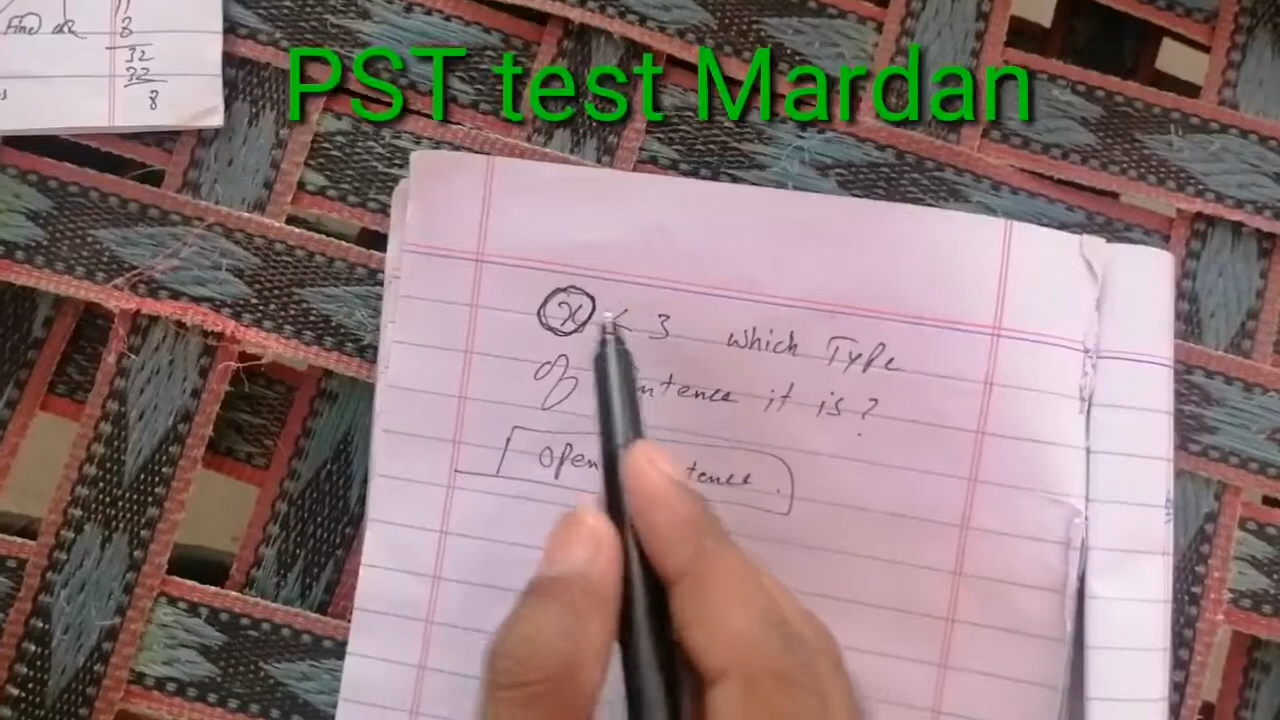 Find
8
32
32
8
PST test Mardan
x < 3 which Type
of ntence it is?
open tence.